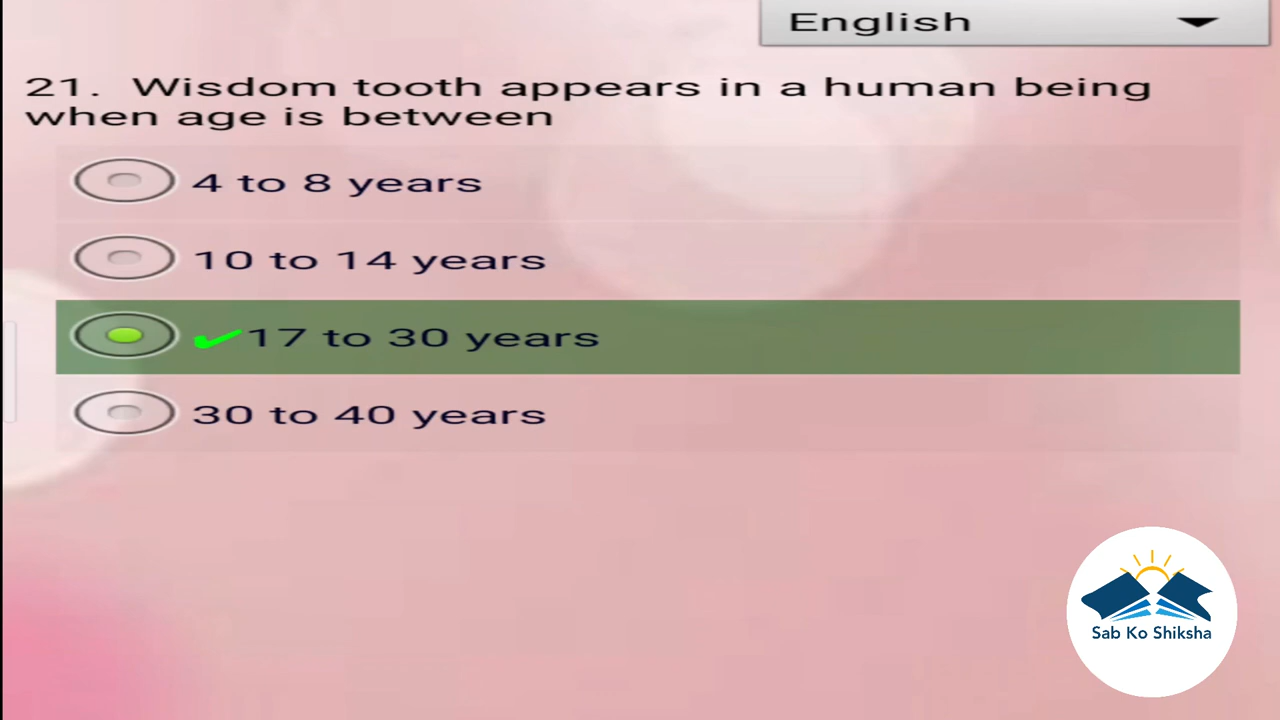 English
21. Wisdom tooth appears in a human being
when age is between
4 to 8 years
10 to 14 years
✔17 to 30 years
30 to 40 years
Sab Ko Shiksha